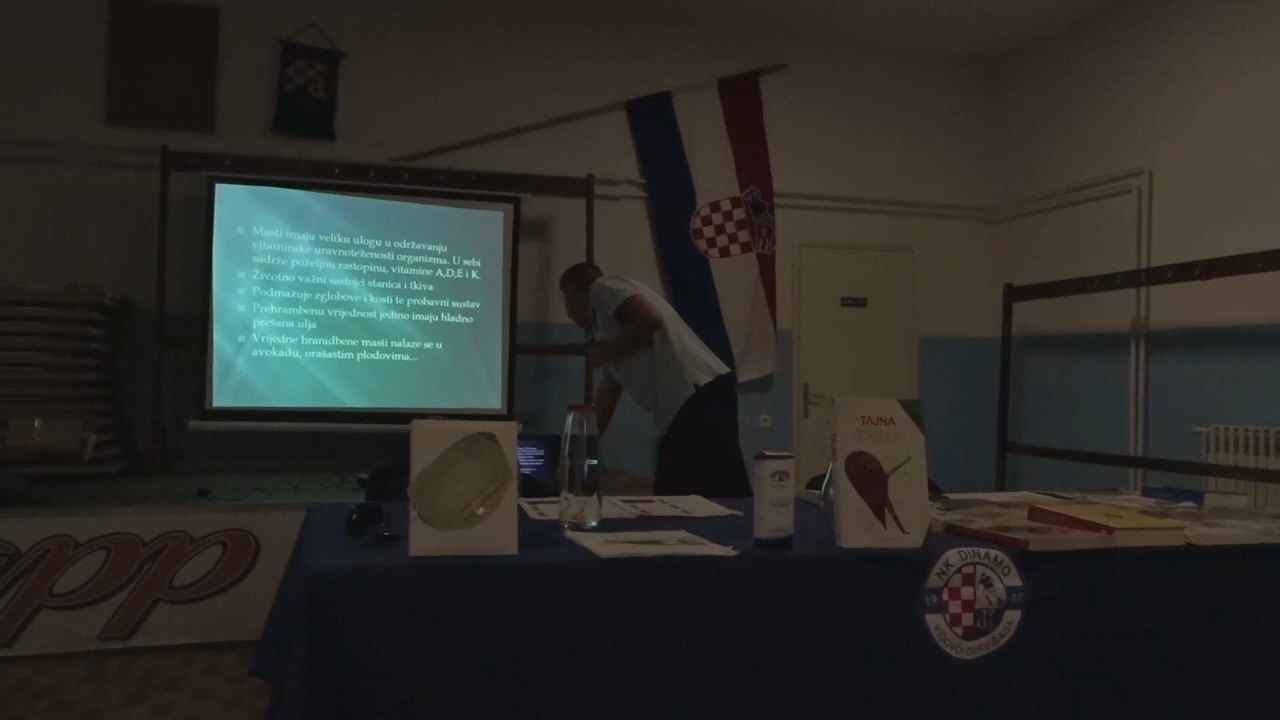 Masti imaju veliku ulogu u održavanju
vitaminske uravnoteženosti organizma. U sebi
sadrže poželjnu rastopinu, vitamine A,D,E i K.
Životno važni sastojci stanica i tkiva
Podmazuje zglobove i kosti te probavni sustav
Prehrambenu vrijednost jedino imaju hladno
prešana ulja
Vrijedne hranidbene masti nalaze se u
avokadu, orašastim plodovima...
TAJNA
NK DINAMO
19
VIDOVCI-DERVIŠAGA